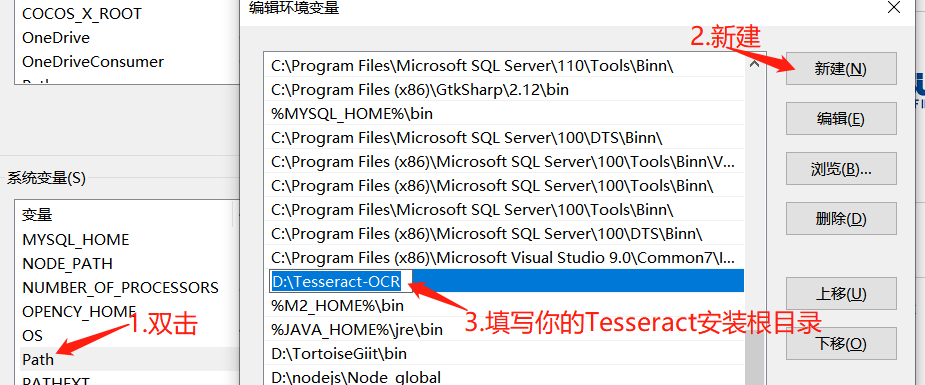 COCOS_X_ROOT
OneDrive
OneDriveConsumer
系统变量(S)
变量
MYSQL_HOME
NODE_PATH
NUMBER_OF_PROCESSORS
OPENCY_HOME
OS
Path
PATHEXT
1.双击
编辑环境变量
C:\Program Files\Microsoft SQL Server\110\Tools\Binn\
C:\Program Files (x86)\GtkSharp\2.12\bin
%MYSQL_HOME%\bin
C:\Program Files\Microsoft SQL Server\100\DTS\Binn\
C:\Program Files (x86)\Microsoft SQL Server\100\Tools\Binn\V...
C:\Program Files (x86)\Microsoft SQL Server\100\Tools\Binn\
C:\Program Files\Microsoft SQL Server\100\Tools\Binn\
C:\Program Files (x86)\Microsoft SQL Server\100\DTS\Binn\
C:\Program Files (x86)\Microsoft Visual Studio 9.0\Common7\I...
D:\Tesseract-OCR
%M2_HOME%\bin
%JAVA_HOME%\jre\bin
D:\TortoiseGiit\bin
D:\nodejs\Node_global
2.新建
3.填写你的Tesseract安装根目录
新建(N)
编辑(E)
浏览(B)...
删除(D)
上移(U)
下移(O)